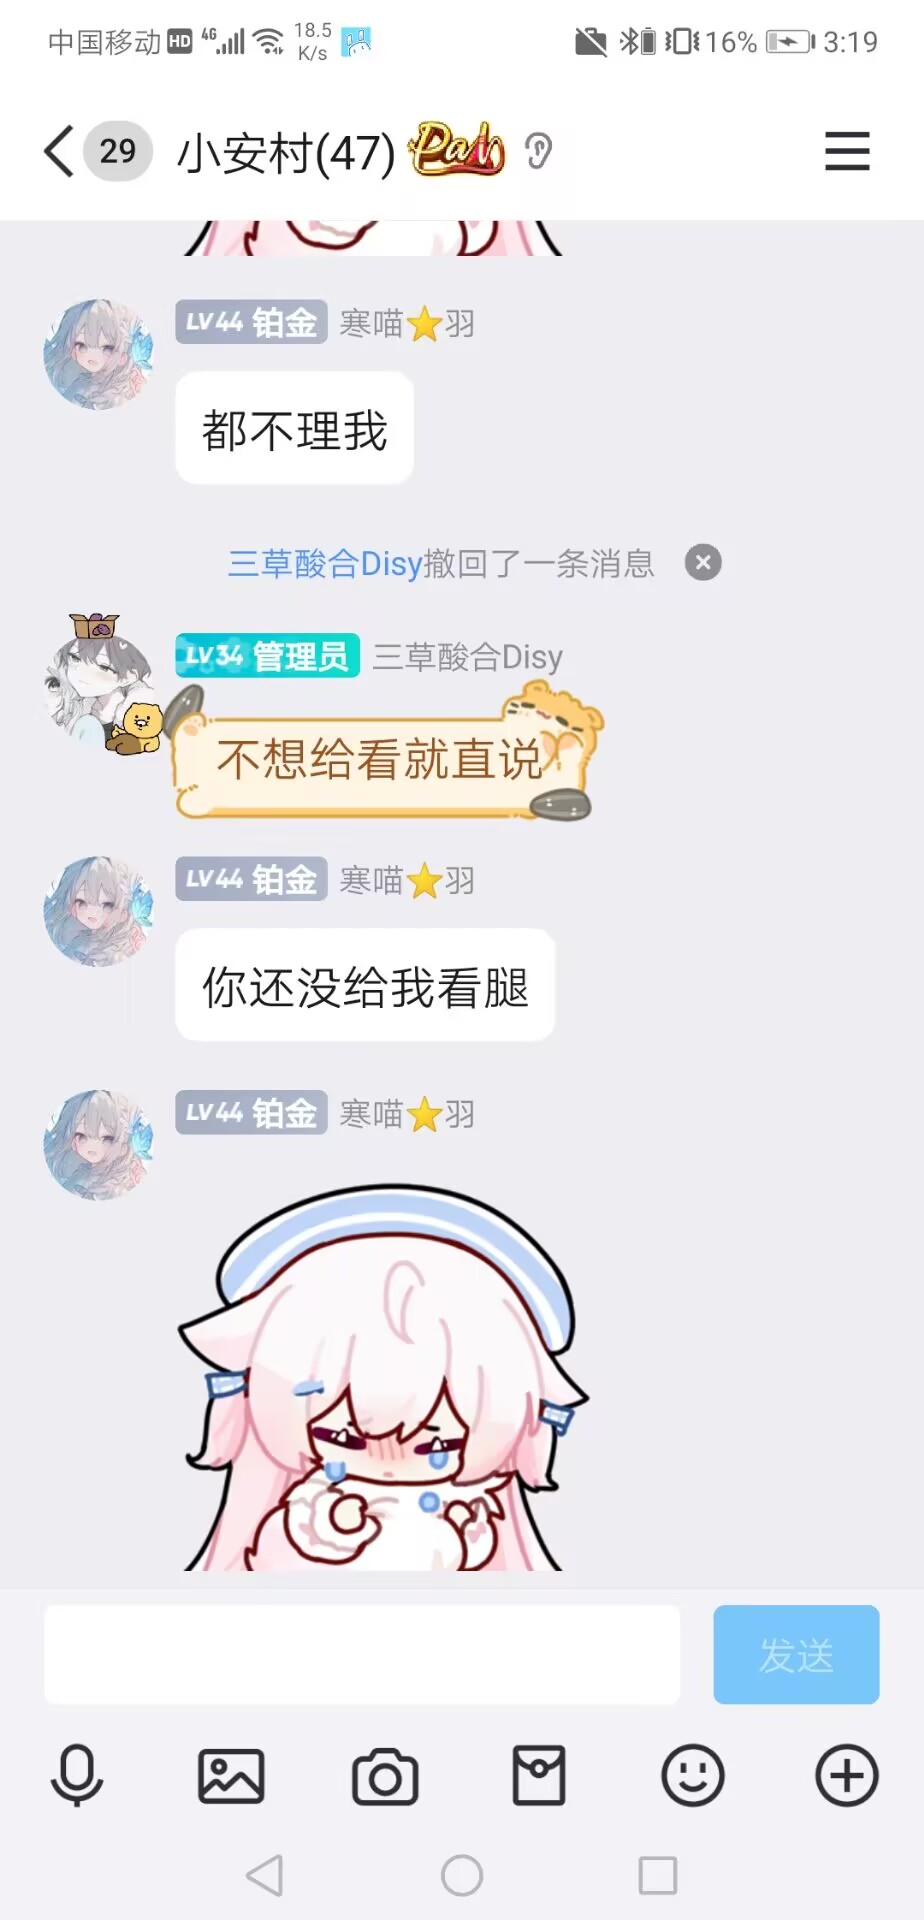 中国移动 HD 4G 18.5 K/s 16% 3:19
29 小安村(47) Pah
LV44 铂金 寒喵⭐羽
都不理我
三草酸合Disy撤回了一条消息
LV34 管理员 三草酸合Disy
不想给看就直说
LV44 铂金 寒喵⭐羽
你还没给我看腿
LV44 铂金 寒喵⭐羽
发送